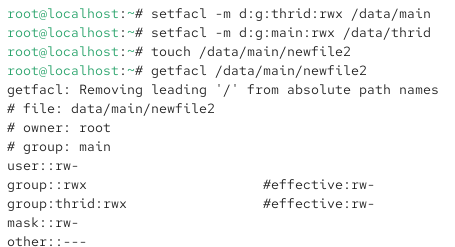 root@localhost:~# setfacl -m d:g:thrid:rwx /data/main
root@localhost:~# setfacl -m d:g:main:rwx /data/thrid
root@localhost:~# touch /data/main/newfile2
root@localhost:~# getfacl /data/main/newfile2
getfacl: Removing leading '/' from absolute path names
# file: data/main/newfile2
# owner: root
# group: main
user::rw-
group::rwx                      #effective:rw-
group:thrid:rwx                 #effective:rw-
mask::rw-
other::---